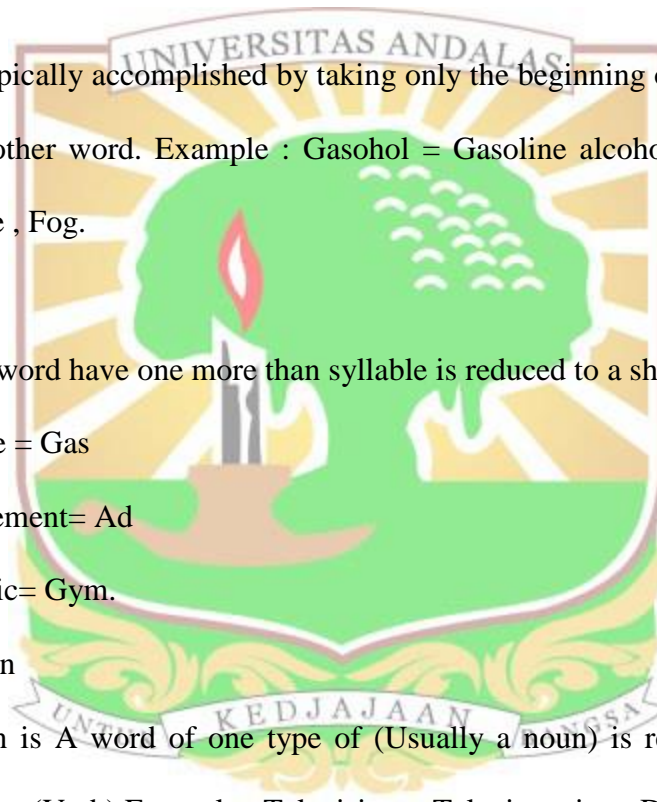 UNIVERSITAS ANDALAS
pically accomplished by taking only the beginning
other word. Example : Gasohol = Gasoline alcoho
e , Fog.
word have one more than syllable is reduced to a sh
e = Gas
ement= Ad
ic= Gym.
n
UNTUK KEDJAJAAN BANGSA
n is A word of one type of (Usually a noun) is r